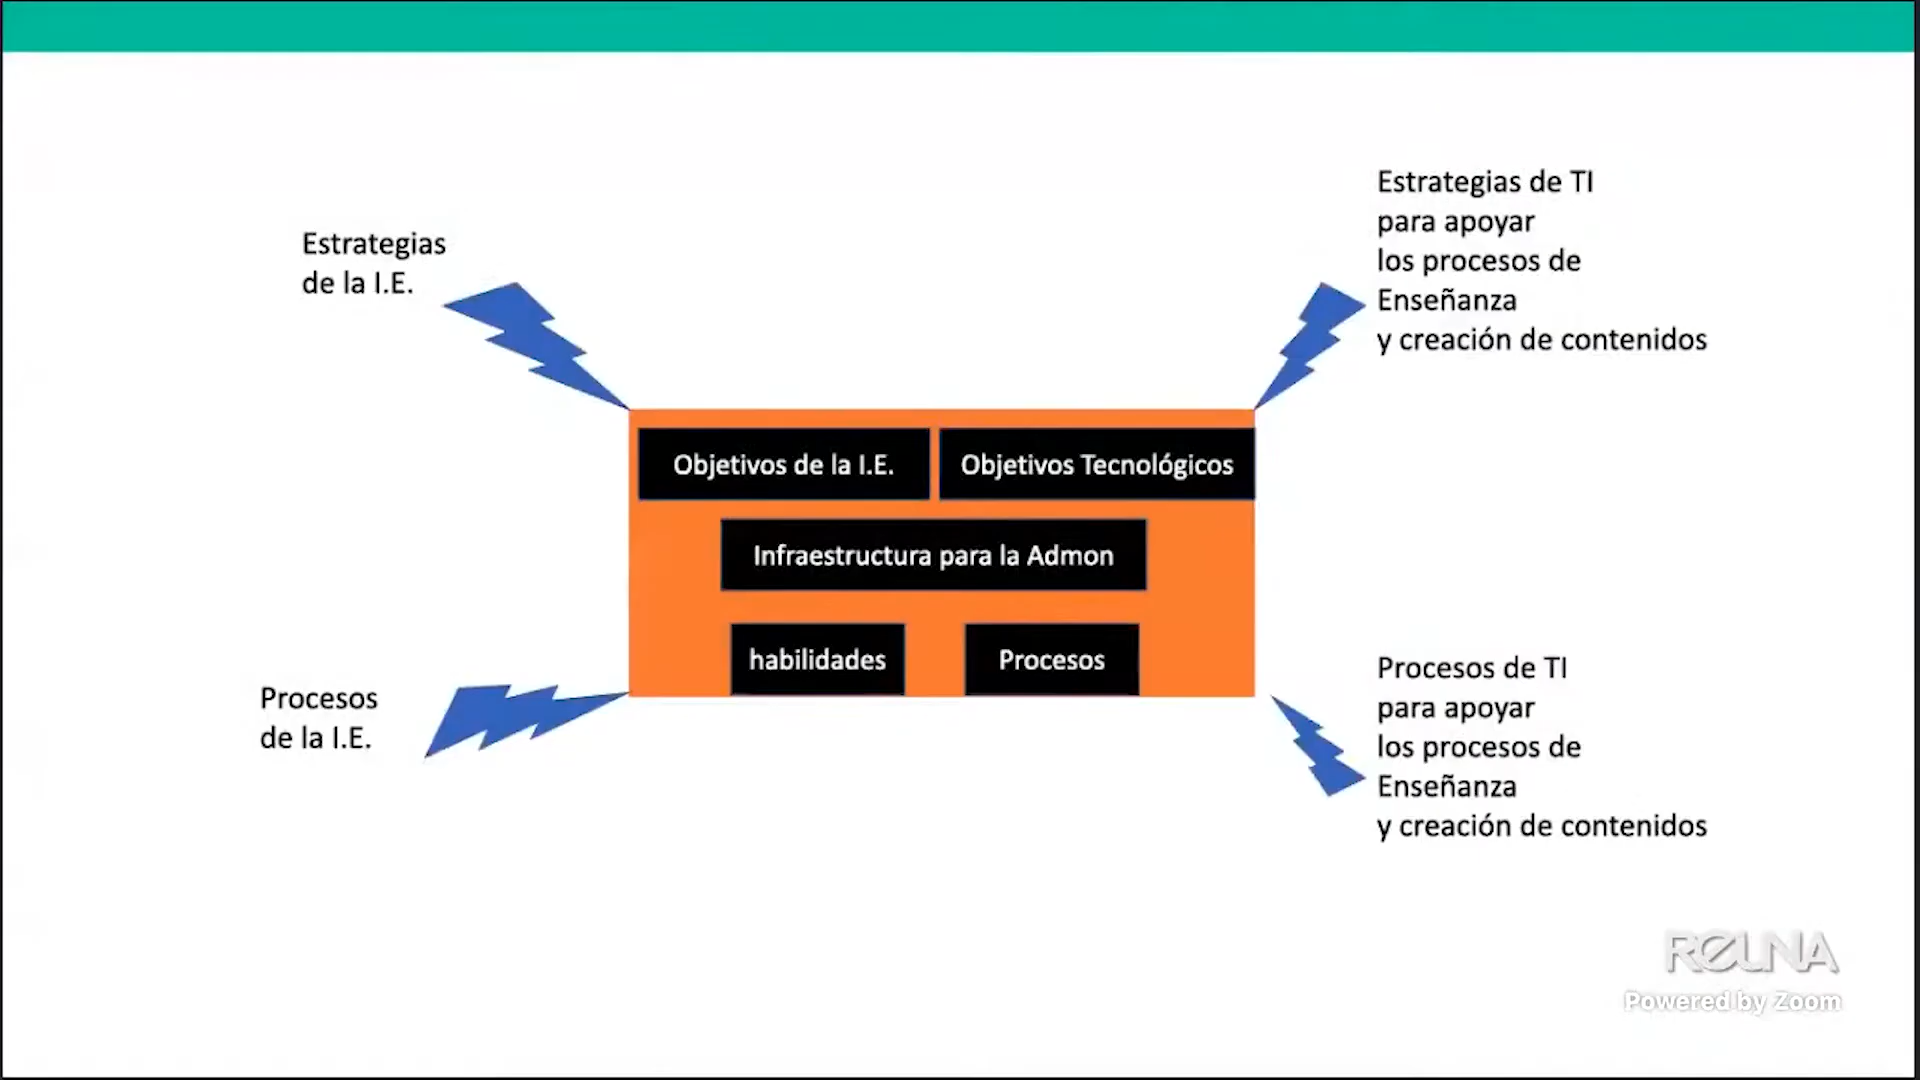 Estrategias
de la I.E.
Estrategias de TI
para apoyar
los procesos de
Enseñanza
y creación de contenidos
Objetivos de la I.E.
Objetivos Tecnológicos
Infraestructura para la Admon
habilidades
Procesos
Procesos
de la I.E.
Procesos de TI
para apoyar
los procesos de
Enseñanza
y creación de contenidos
REUNA
Powered by Zoom